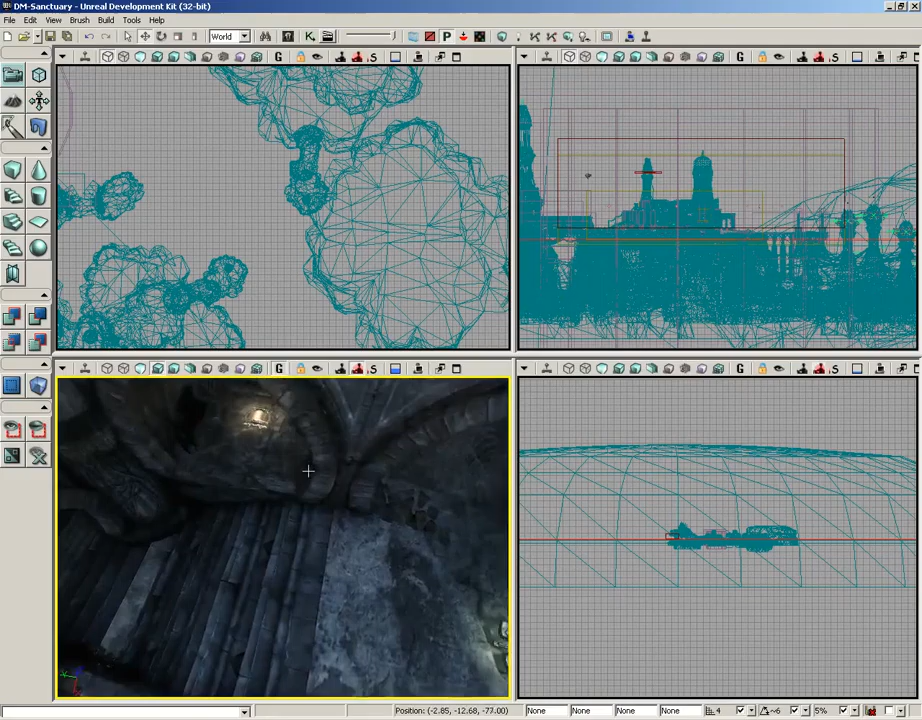 DM-Sanctuary - Unreal Development Kit (32-bit)
File Edit View Brush Build Tools Help
World P
G S G S
G S G S
Position: (-2.85, -12.68, -77.00) None None None None 4 ~6 5%